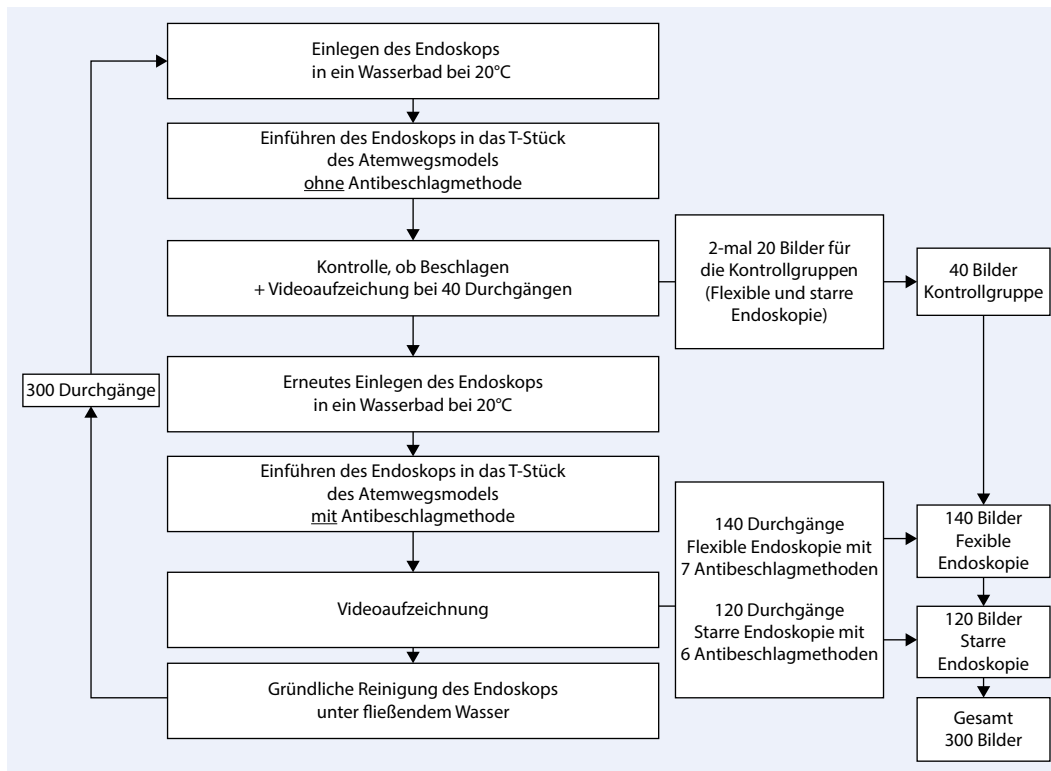 Einlegen des Endoskops
in ein Wasserbad bei 20°C
Einführen des Endoskops in das T-Stück
des Atemwegsmodels
ohne Antibeschlagmethode
Kontrolle, ob Beschlagen
+ Videoaufzeichung bei 40 Durchgängen
2-mal 20 Bilder für
die Kontrollgruppen
(Flexible und starre
Endoskopie)
40 Bilder
Kontrollgruppe
300 Durchgänge
Erneutes Einlegen des Endoskops
in ein Wasserbad bei 20°C
Einführen des Endoskops in das T-Stück
des Atemwegsmodels
mit Antibeschlagmethode
Videoaufzeichnung
140 Durchgänge
Flexible Endoskopie mit
7 Antibeschlagmethoden
120 Durchgänge
Starre Endoskopie mit
6 Antibeschlagmethoden
140 Bilder
Fexible
Endoskopie
120 Bilder
Starre
Endoskopie
Gründliche Reinigung des Endoskops
unter fließendem Wasser
Gesamt
300 Bilder